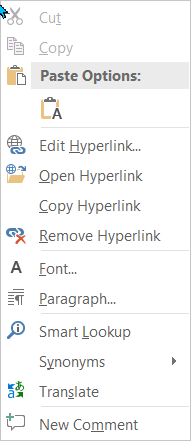 Cut
Copy
Paste Options:
A
Edit Hyperlink...
Open Hyperlink
Copy Hyperlink
Remove Hyperlink
A Font...
Paragraph...
Smart Lookup
Synonyms
Translate
New Comment